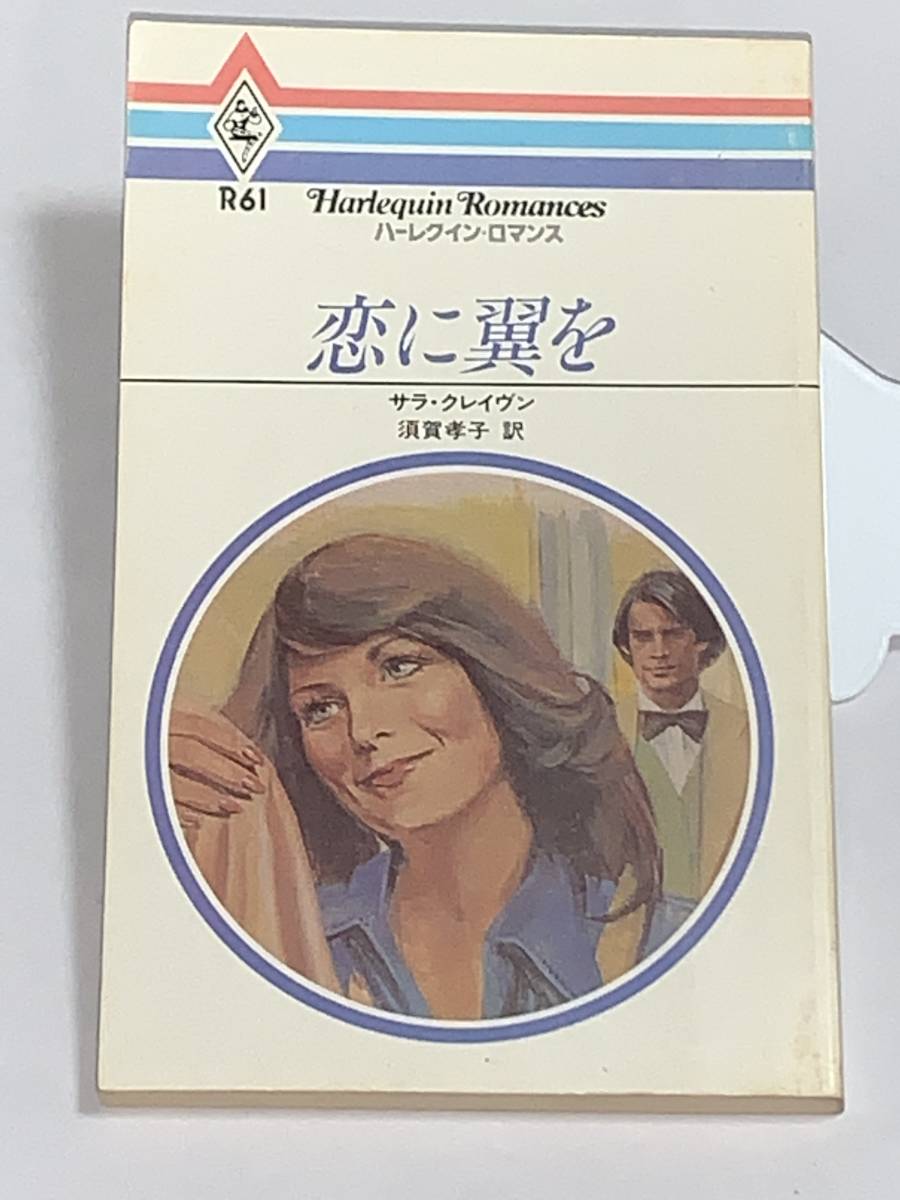 R61 Harlequin Romances
ハーレクイン・ロマンス
恋に翼を
サラ・クレイヴン
須賀孝子 訳